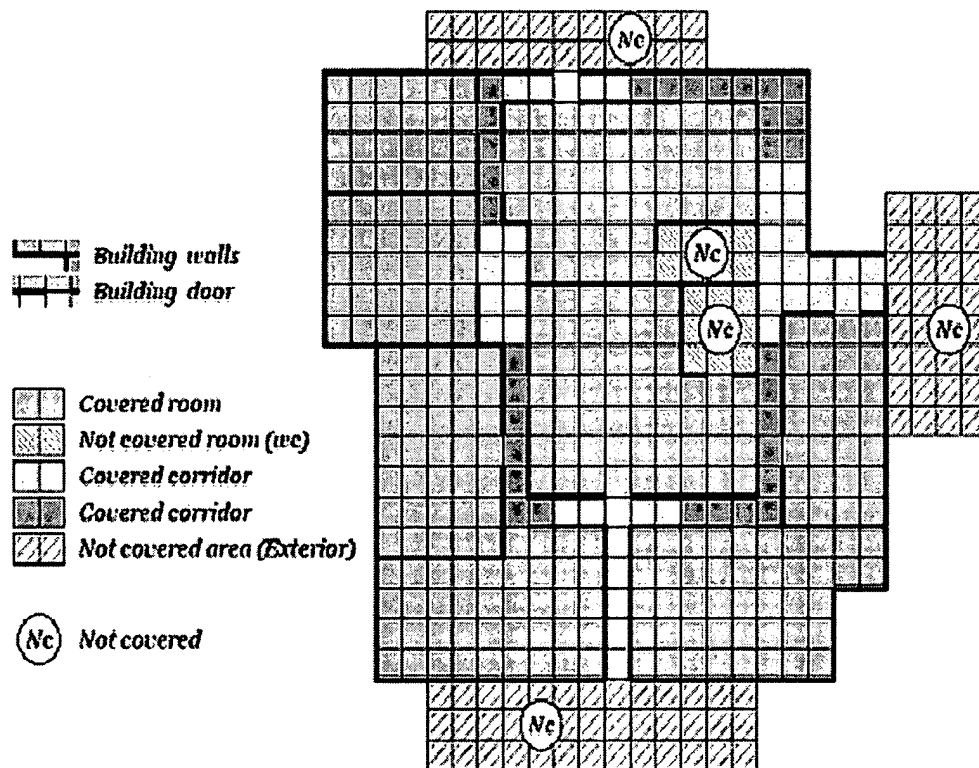 Nc
Building walls
Building door
Nc
Nc
Nc
Covered room
Not covered room (wc)
Covered corridor
Covered corridor
Not covered area (Exterior)
Nc Not covered
Nc